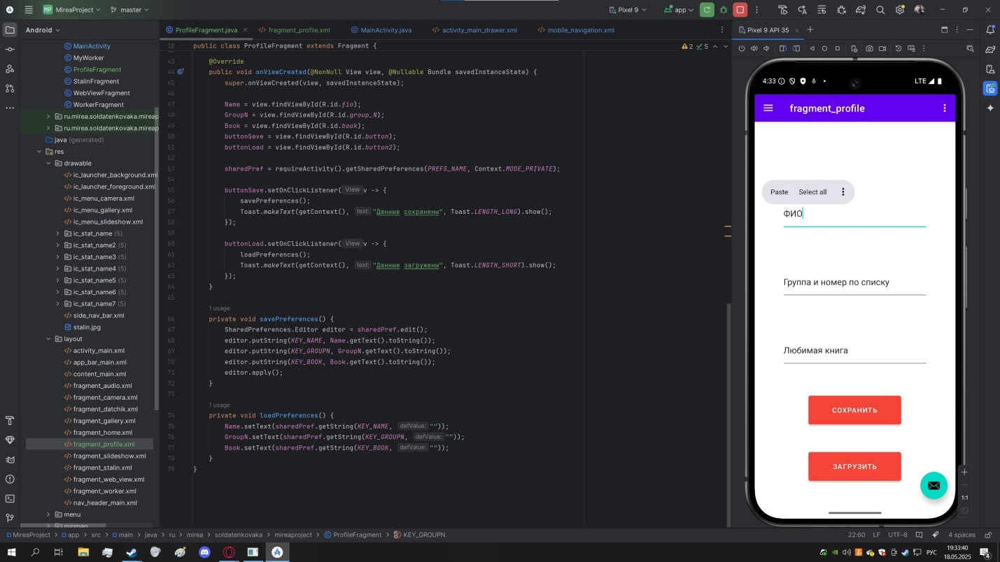 MP MireaProject master Pixel 9 app
Android
MainActivity
MyWorker
ProfileFragment
StalinFragment
WebViewFragment
WorkerFragment
ru.mirea.soldatenkovaka.mireap
ru.mirea.soldatenkovaka.mireap
java (generated)
res
drawable
ic_launcher_background.xml
ic_launcher_foreground.xml
ic_menu_camera.xml
ic_menu_gallery.xml
ic_menu_slideshow.xml
ic_stat_name (5)
ic_stat_name2 (5)
ic_stat_name3 (5)
ic_stat_name4 (5)
ic_stat_name5 (5)
ic_stat_name6 (5)
ic_stat_name7 (5)
side_nav_bar.xml
stalin.jpg
layout
activity_main.xml
app_bar_main.xml
content_main.xml
fragment_audio.xml
fragment_camera.xml
fragment_datchik.xml
fragment_gallery.xml
fragment_home.xml
fragment_profile.xml
fragment_slideshow.xml
fragment_stalin.xml
fragment_web_view.xml
fragment_worker.xml
nav_header_main.xml
menu
mipmap
ProfileFragment.java fragment_profile.xml MainActivity.java activity_main_drawer.xml mobile_navigation.xml
18 public class ProfileFragment extends Fragment { 2 5
43 @Override
44 public void onViewCreated(@NonNull View view, @Nullable Bundle savedInstanceState) {
45 super.onViewCreated(view, savedInstanceState);
46
47 Name = view.findViewById(R.id.fio);
48 GroupN = view.findViewById(R.id.group_N);
49 Book = view.findViewById(R.id.book);
50 buttonSave = view.findViewById(R.id.button);
51 buttonLoad = view.findViewById(R.id.button2);
52
53 sharedPref = requireActivity().getSharedPreferences(PREFS_NAME, Context.MODE_PRIVATE);
54
55 buttonSave.setOnClickListener( View v -> {
56 savePreferences();
57 Toast.makeText(getContext(), text: "Данные сохранены", Toast.LENGTH_LONG).show();
58 });
59
60 buttonLoad.setOnClickListener( View v -> {
61 loadPreferences();
62 Toast.makeText(getContext(), text: "Данные загружены", Toast.LENGTH_SHORT).show();
63 });
64 }
65
1 usage
66 private void savePreferences() {
67 SharedPreferences.Editor editor = sharedPref.edit();
68 editor.putString(KEY_NAME, Name.getText().toString());
69 editor.putString(KEY_GROUPN, GroupN.getText().toString());
70 editor.putString(KEY_BOOK, Book.getText().toString());
71 editor.apply();
72 }
73
1 usage
74 private void loadPreferences() {
75 Name.setText(sharedPref.getString(KEY_NAME, defValue: ""));
76 GroupN.setText(sharedPref.getString(KEY_GROUPN, defValue: ""));
77 Book.setText(sharedPref.getString(KEY_BOOK, defValue: ""));
78 }
79 }
Pixel 9 API 35
4:33 LTE
fragment_profile
Paste Select all
ФИО
Группа и номер по списку
Любимая книга
СОХРАНИТЬ
ЗАГРУЗИТЬ
1:1
MireaProject app src main java ru mirea soldatenkovaka mireaproject ProfileFragment KEY_GROUPN
22:60 LF UTF-8 4 spaces
РУС
19:33:40
18.05.2025
4